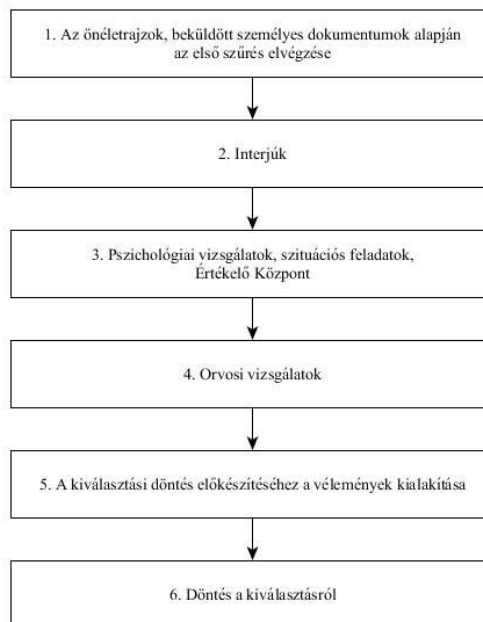 1. Az önéletrajzok, beküldött személyes dokumentumok alapján
az első szűrés elvégzése
2. Interjúk
3. Pszichológiai vizsgálatok, szituációs feladatok,
Értékelő Központ
4. Orvosi vizsgálatok
5. A kiválasztási döntés előkészítéséhez a vélemények kialakítása
6. Döntés a kiválasztásról